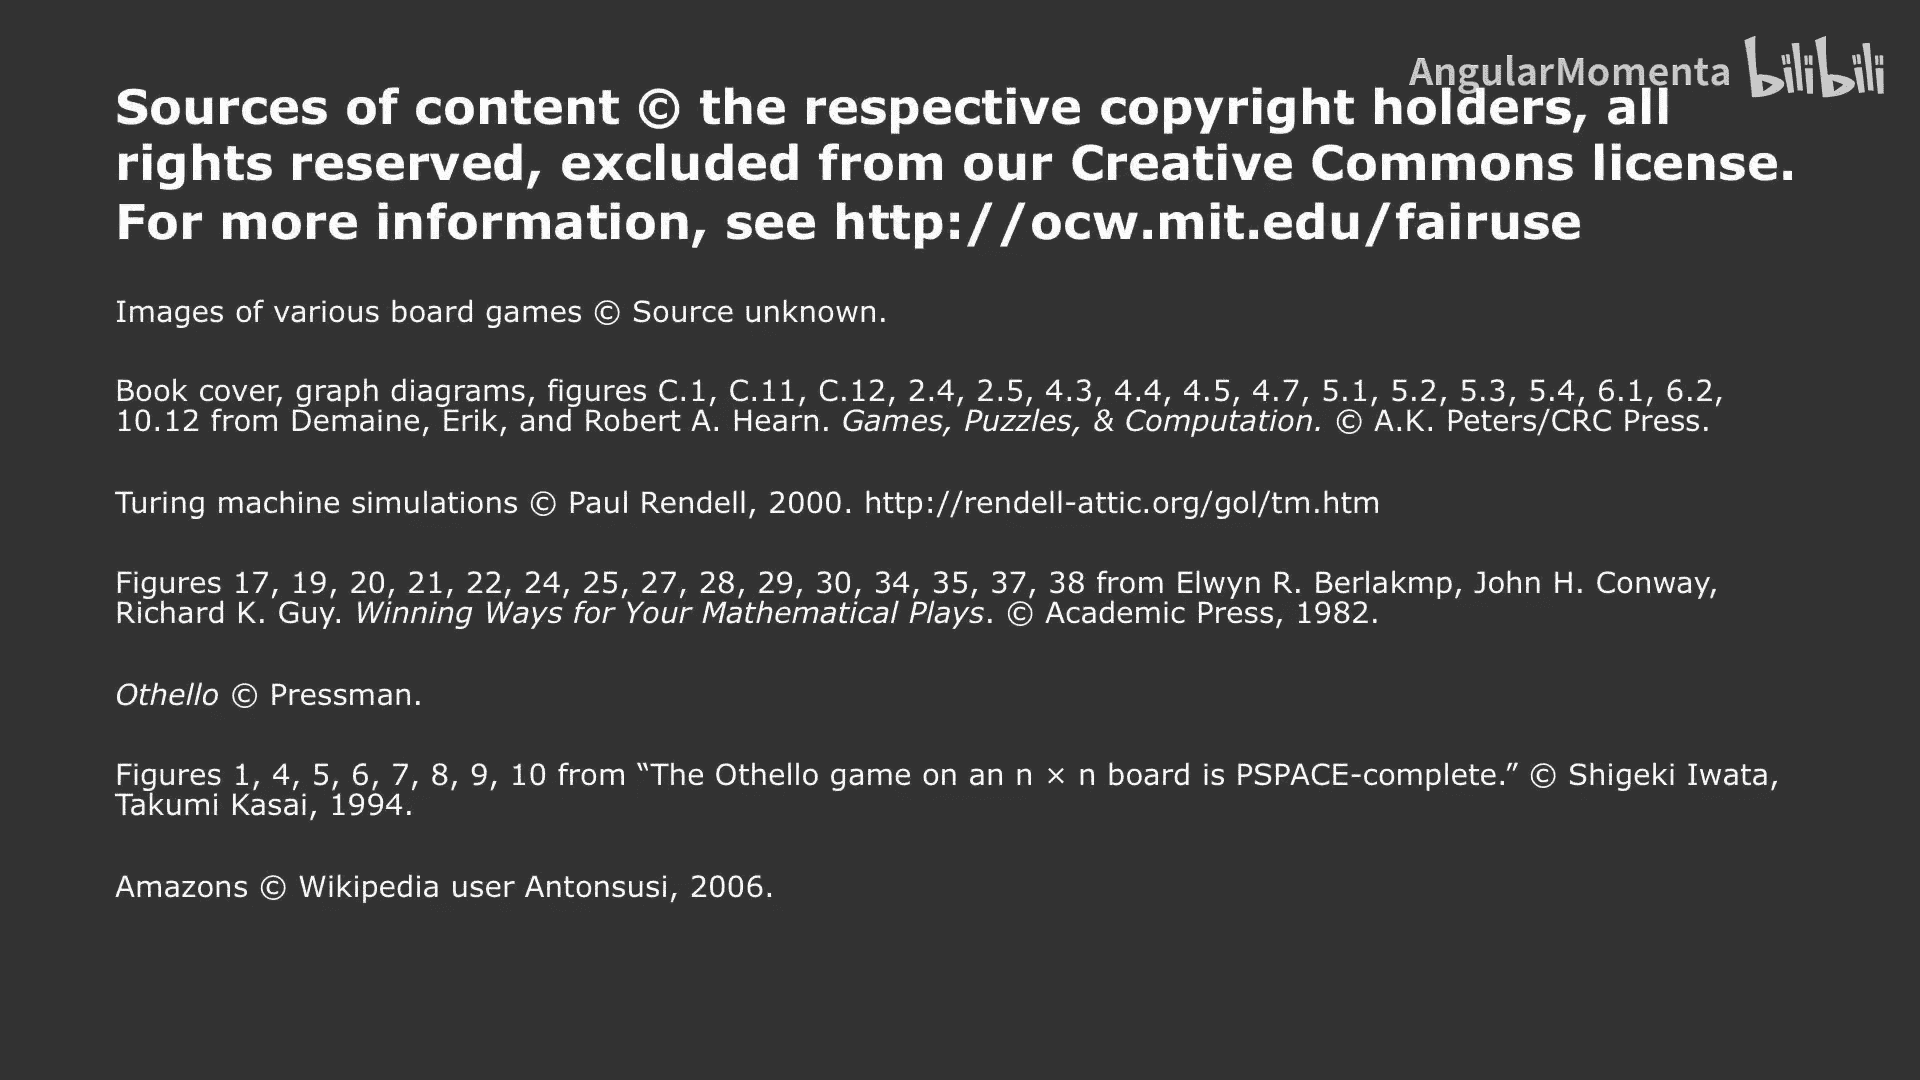 AngularMomenta bilibili
Sources of content © the respective copyright holders, all
rights reserved, excluded from our Creative Commons license.
For more information, see http://ocw.mit.edu/fairuse
Images of various board games © Source unknown.
Book cover, graph diagrams, figures C.1, C.11, C.12, 2.4, 2.5, 4.3, 4.4, 4.5, 4.7, 5.1, 5.2, 5.3, 5.4, 6.1, 6.2,
10.12 from Demaine, Erik, and Robert A. Hearn. Games, Puzzles, & Computation. © A.K. Peters/CRC Press.
Turing machine simulations © Paul Rendell, 2000. http://rendell-attic.org/gol/tm.htm
Figures 17, 19, 20, 21, 22, 24, 25, 27, 28, 29, 30, 34, 35, 37, 38 from Elwyn R. Berlakmp, John H. Conway,
Richard K. Guy. Winning Ways for Your Mathematical Plays. © Academic Press, 1982.
Othello © Pressman.
Figures 1, 4, 5, 6, 7, 8, 9, 10 from “The Othello game on an n × n board is PSPACE-complete.” © Shigeki Iwata,
Takumi Kasai, 1994.
Amazons © Wikipedia user Antonsusi, 2006.